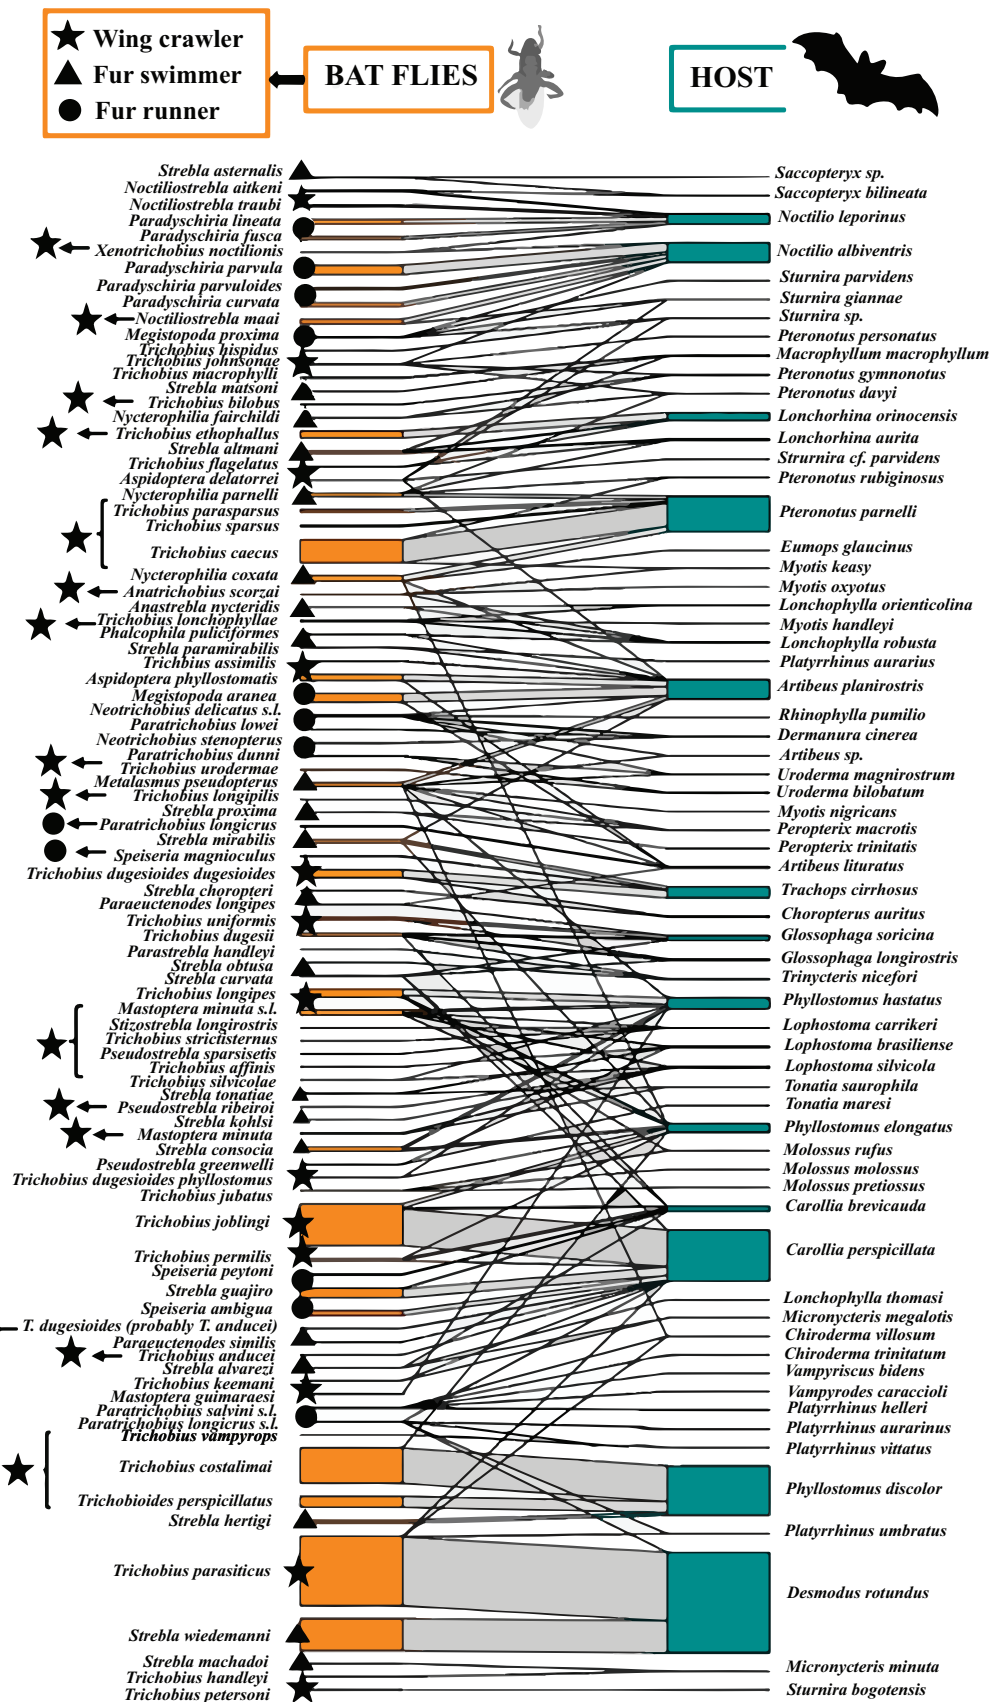 Wing crawler
Fur swimmer
Fur runner
BAT FLIES
HOST
Strebla asternalis
Noctiliostrebla aitkeni
Noctiliostrebla traubi
Paradyschiria lineata
Paradyschiria fusca
Xenotrichobius noctilionis
Paradyschiria parvula
Paradyschiria parvuloides
Paradyschiria curvata
Noctiliostrebla maai
Megistopoda proxima
Trichobius hispidus
Trichobius johnsonae
Trichobius macrophylli
Strebla matsoni
Trichobius bilobus
Nycterophilia fairchildi
Trichobius ethophallus
Strebla altmani
Trichobius flagelatus
Aspidoptera delatorrei
Nycterophilia parnelli
Trichobius parasparsus
Trichobius sparsus
Trichobius caecus
Nycterophilia coxata
Anatrichobius scorzai
Anastrebla nycteridis
Trichobius lonchophyllae
Phalcophila puliciformes
Strebla paramirabilis
Trichbius assimilis
Aspidoptera phyllostomatis
Megistopoda aranea
Neotrichobius delicatus s.l.
Paratrichobius lowei
Neotrichobius stenopterus
Paratrichobius dunni
Trichobius urodermae
Metalasmus pseudopterus
Trichobius longipilis
Strebla proxima
Paratrichobius longicrus
Strebla mirabilis
Speiseria magnioculus
Trichobius dugesioides dugesioides
Strebla choropteri
Paraeuctenodes longipes
Trichobius uniformis
Trichobius dugesii
Parastrebla handleyi
Strebla obtusa
Strebla curvata
Trichobius longipes
Mastoptera minuta s.l.
Stizostrebla longirostris
Trichobius strictisternus
Pseudostrebla sparsisetis
Trichobius affinis
Trichobius silvicolae
Strebla tonatiae
Pseudostrebla ribeiroi
Strebla kohlsi
Mastoptera minuta
Strebla consocia
Pseudostrebla greenwelli
Trichobius dugesioides phyllostomus
Trichobius jubatus
Trichobius joblingi
Trichobius permilis
Speiseria peytoni
Strebla guajiro
Speiseria ambigua
T. dugesioides (probably T. anducei)
Paraeuctenodes similis
Trichobius anducei
Strebla alvarezi
Trichobius keemani
Mastoptera guimaraesi
Paratrichobius salvini s.l.
Paratrichobius longicrus s.l.
Trichobius vampyrops
Trichobius costalimai
Trichobioides perspicillatus
Strebla hertigi
Trichobius parasiticus
Strebla wiedemanni
Strebla machadoi
Trichobius handleyi
Trichobius petersoni
Saccopteryx sp.
Saccopteryx bilineata
Noctilio leporinus
Noctilio albiventris
Sturnira parvidens
Sturnira giannae
Sturnira sp.
Pteronotus personatus
Macrophyllum macrophyllum
Pteronotus gymnonotus
Pteronotus davyi
Lonchorhina orinocensis
Lonchorhina aurita
Strurnira cf. parvidens
Pteronotus rubiginosus
Pteronotus parnelli
Eumops glaucinus
Myotis keasy
Myotis oxyotus
Lonchophylla orienticolina
Myotis handleyi
Lonchophylla robusta
Platyrrhinus aurarius
Artibeus planirostris
Rhinophylla pumilio
Dermanura cinerea
Artibeus sp.
Uroderma magnirostrum
Uroderma bilobatum
Myotis nigricans
Peropterix macrotis
Peropterix trinitatis
Artibeus lituratus
Trachops cirrhosus
Choropterus auritus
Glossophaga soricina
Glossophaga longirostris
Trinycteris nicefori
Phyllostomus hastatus
Lophostoma carrikeri
Lophostoma brasiliense
Lophostoma silvicola
Tonatia saurophila
Tonatia maresi
Phyllostomus elongatus
Molossus rufus
Molossus molossus
Molossus pretiossus
Carollia brevicauda
Carollia perspicillata
Lonchophylla thomasi
Micronycteris megalotis
Chiroderma villosum
Chiroderma trinitatum
Vampyriscus bidens
Vampyrodes caraccioli
Platyrrhinus helleri
Platyrrhinus aurarinus
Platyrrhinus vittatus
Phyllostomus discolor
Platyrrhinus umbratus
Desmodus rotundus
Micronycteris minuta
Sturnira bogotensis